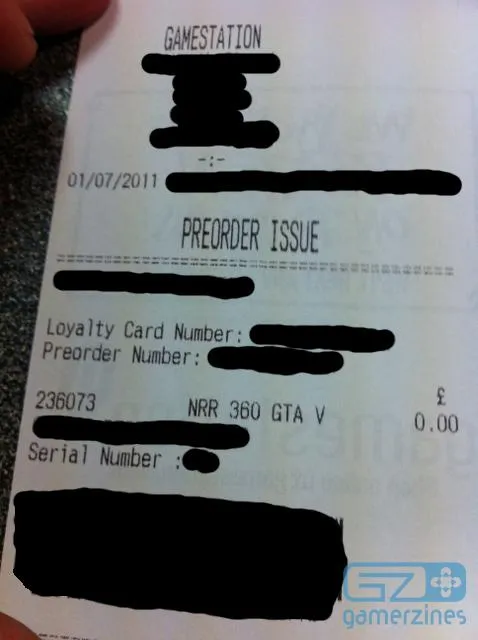 GAMESTATION
-:-
01/07/2011
PREORDER ISSUE
Loyalty Card Number:
Preorder Number:
£
236073 NRR 360 GTA V 0.00
Serial Number :
GZ
gamerzines